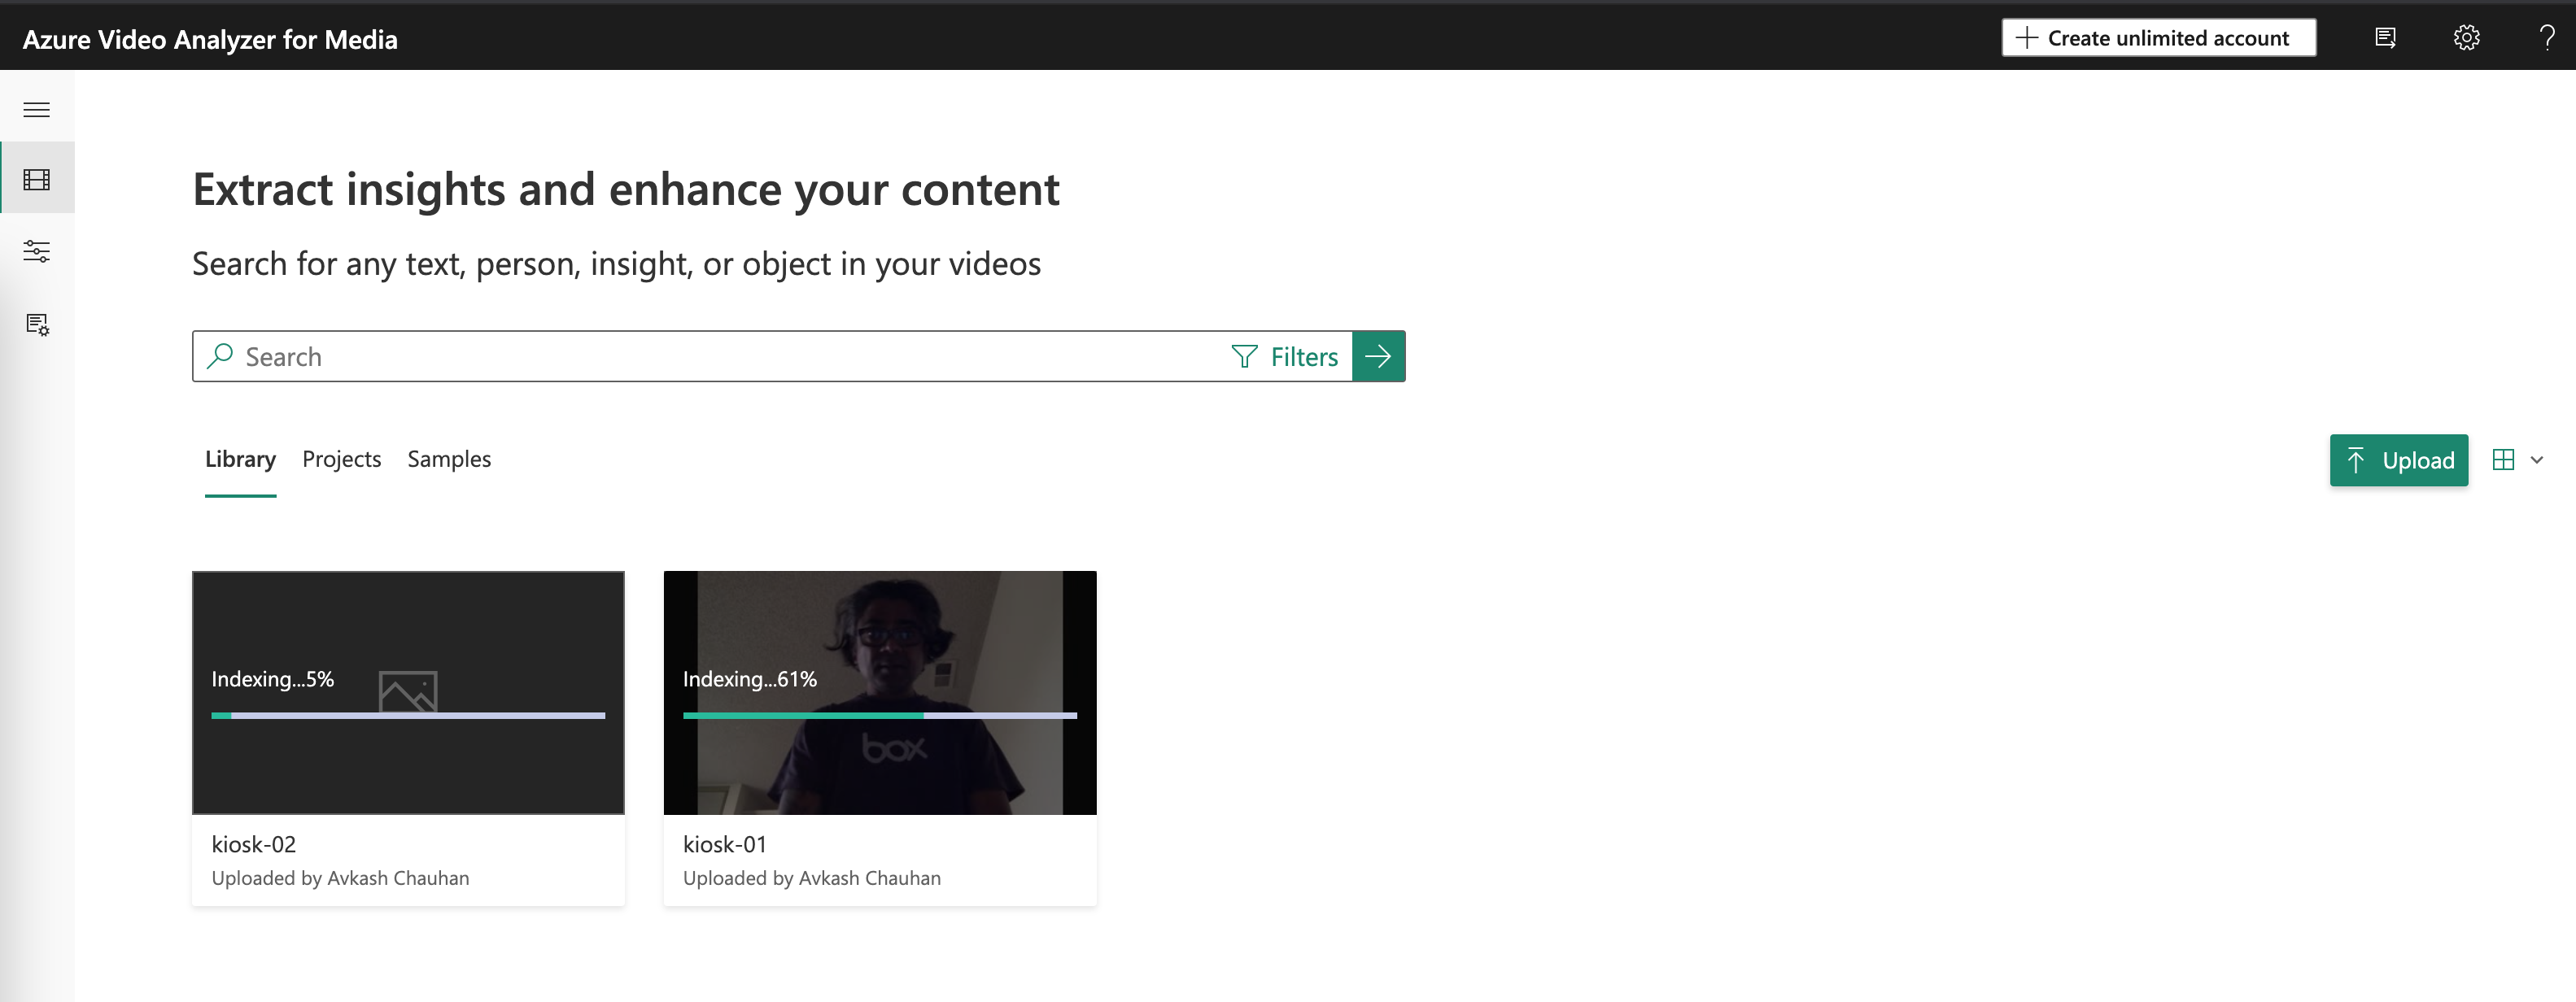 Azure Video Analyzer for Media
Create unlimited account
Extract insights and enhance your content
Search for any text, person, insight, or object in your videos
Search
Filters
Library
Projects
Samples
Upload
Indexing...5%
Indexing...61%
box
kiosk-02
kiosk-01
Uploaded by Avkash Chauhan
Uploaded by Avkash Chauhan